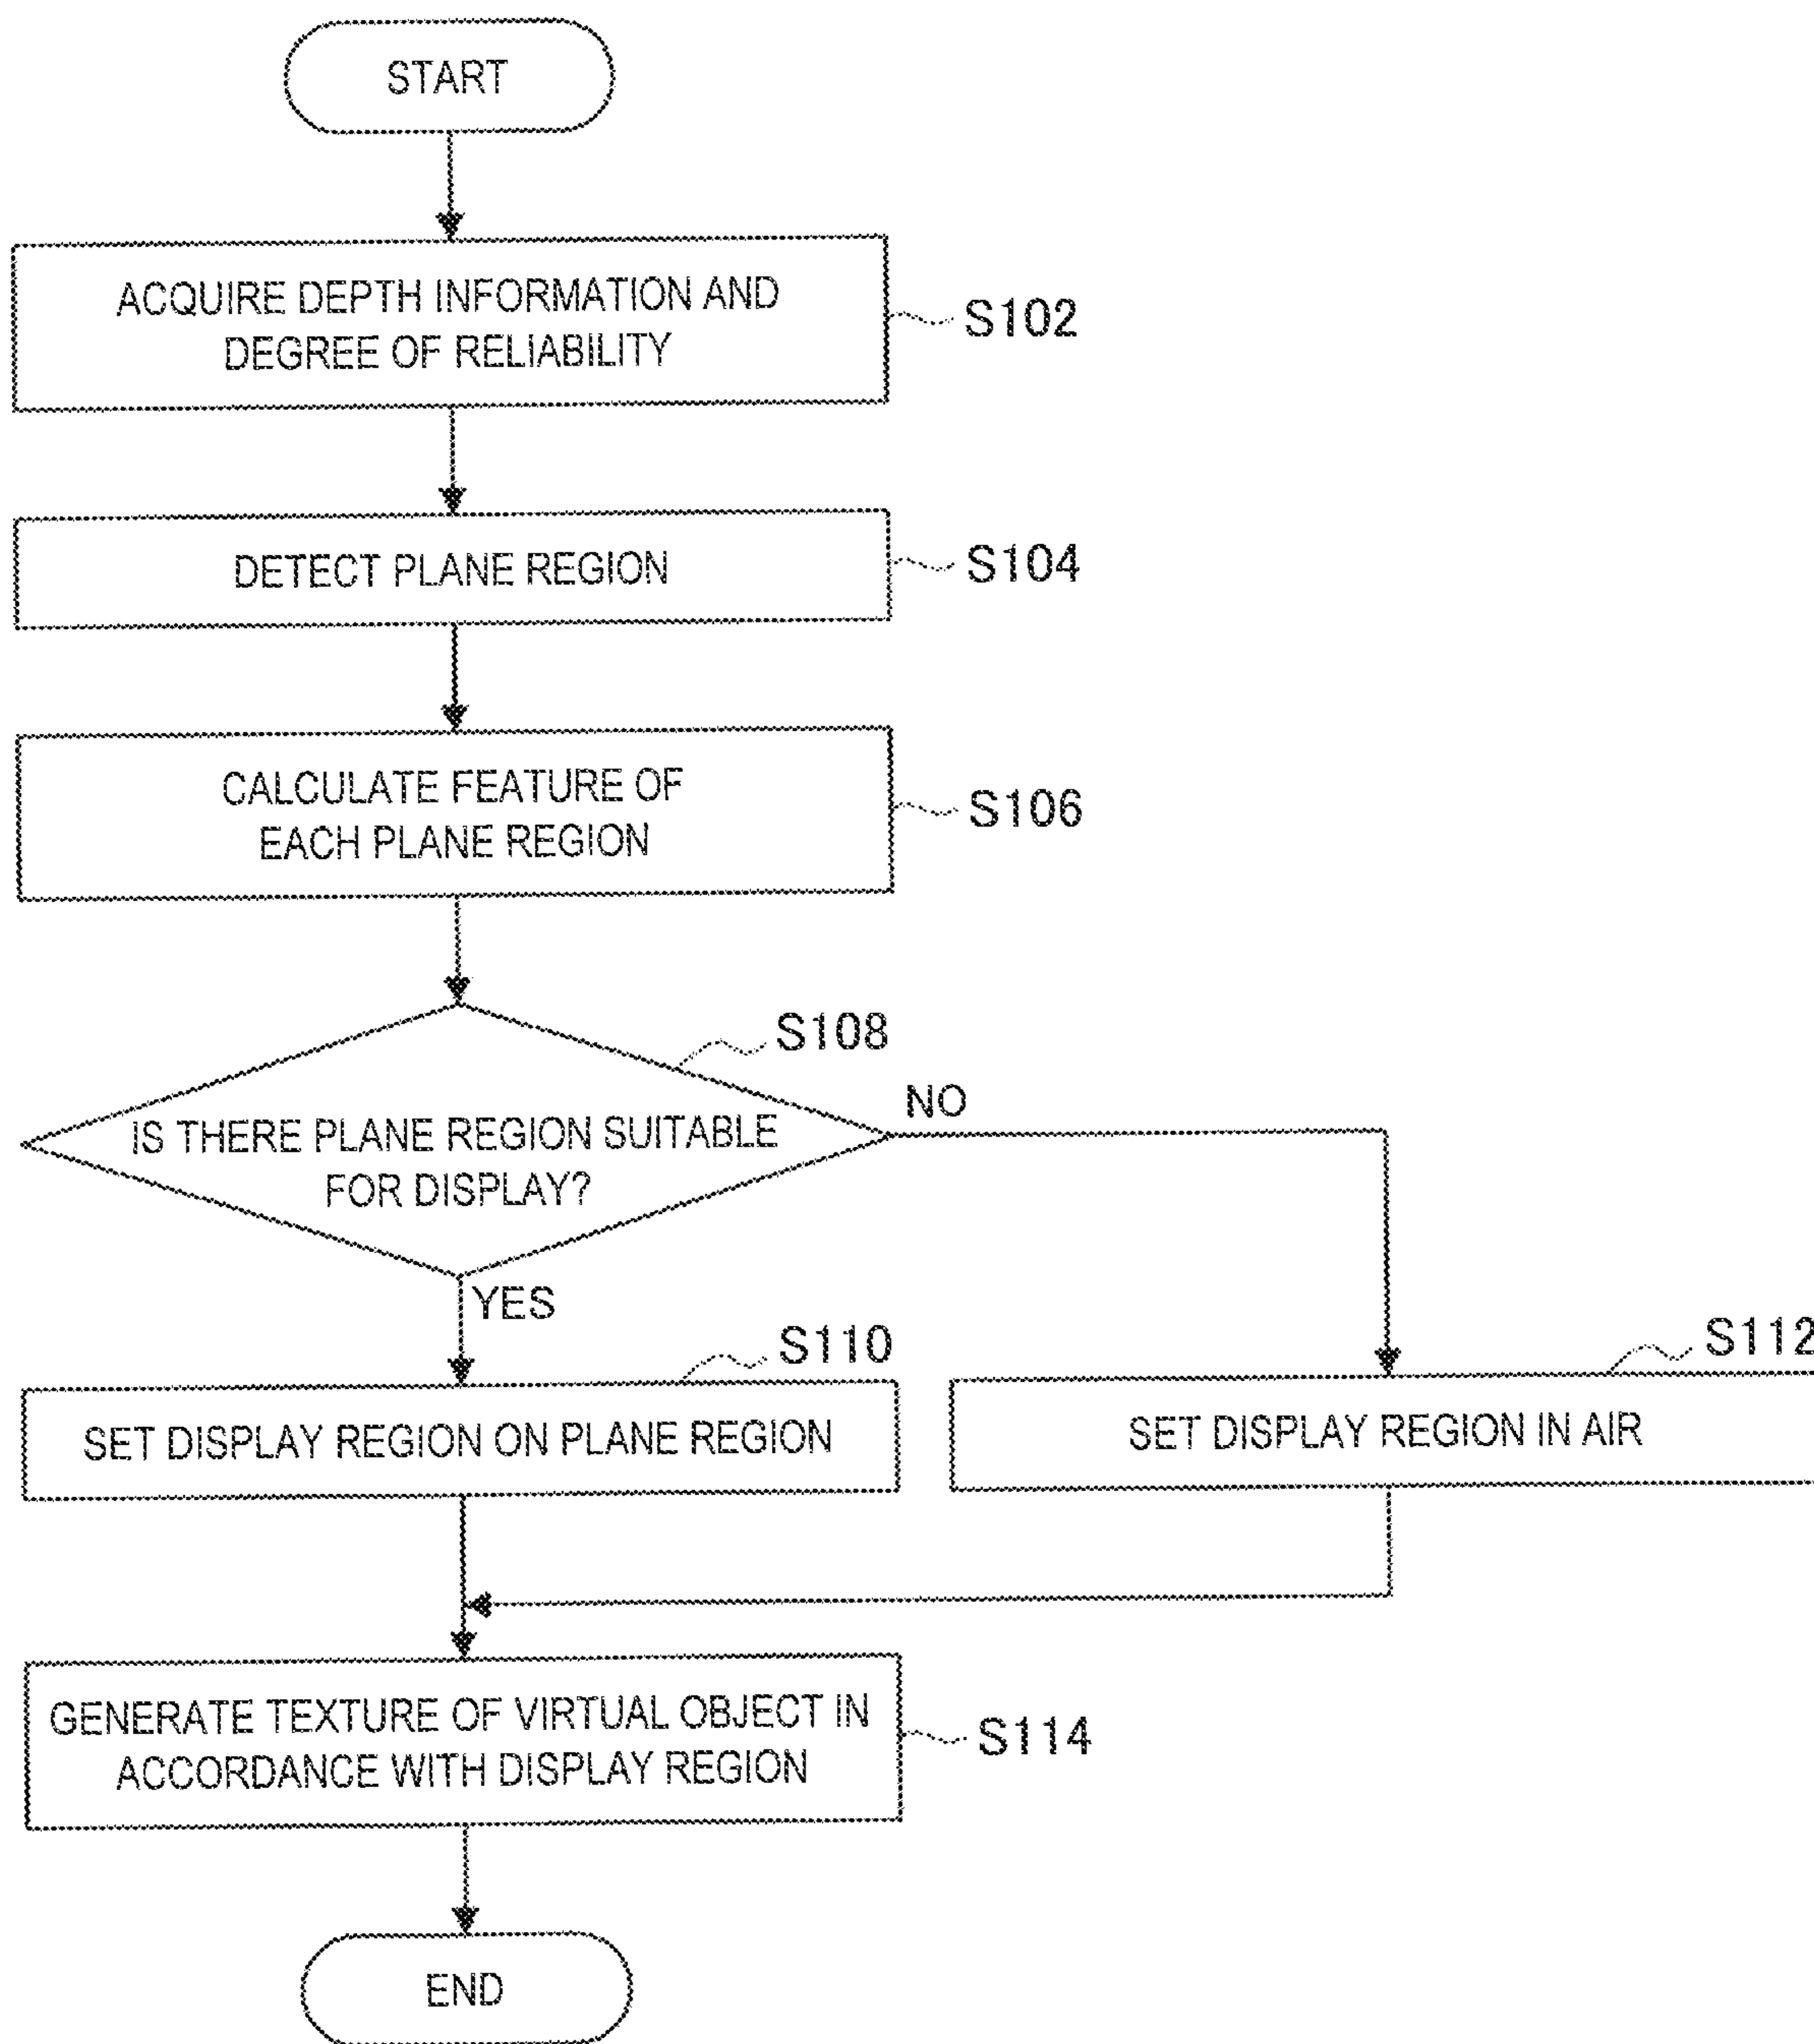 START
ACQUIRE DEPTH INFORMATION AND
DEGREE OF RELIABILITY
S102
DETECT PLANE REGION
S104
CALCULATE FEATURE OF
EACH PLANE REGION
S106
S108
IS THERE PLANE REGION SUITABLE
FOR DISPLAY?
NO
YES
S110
SET DISPLAY REGION ON PLANE REGION
S112
SET DISPLAY REGION IN AIR
GENERATE TEXTURE OF VIRTUAL OBJECT IN
ACCORDANCE WITH DISPLAY REGION
S114
END